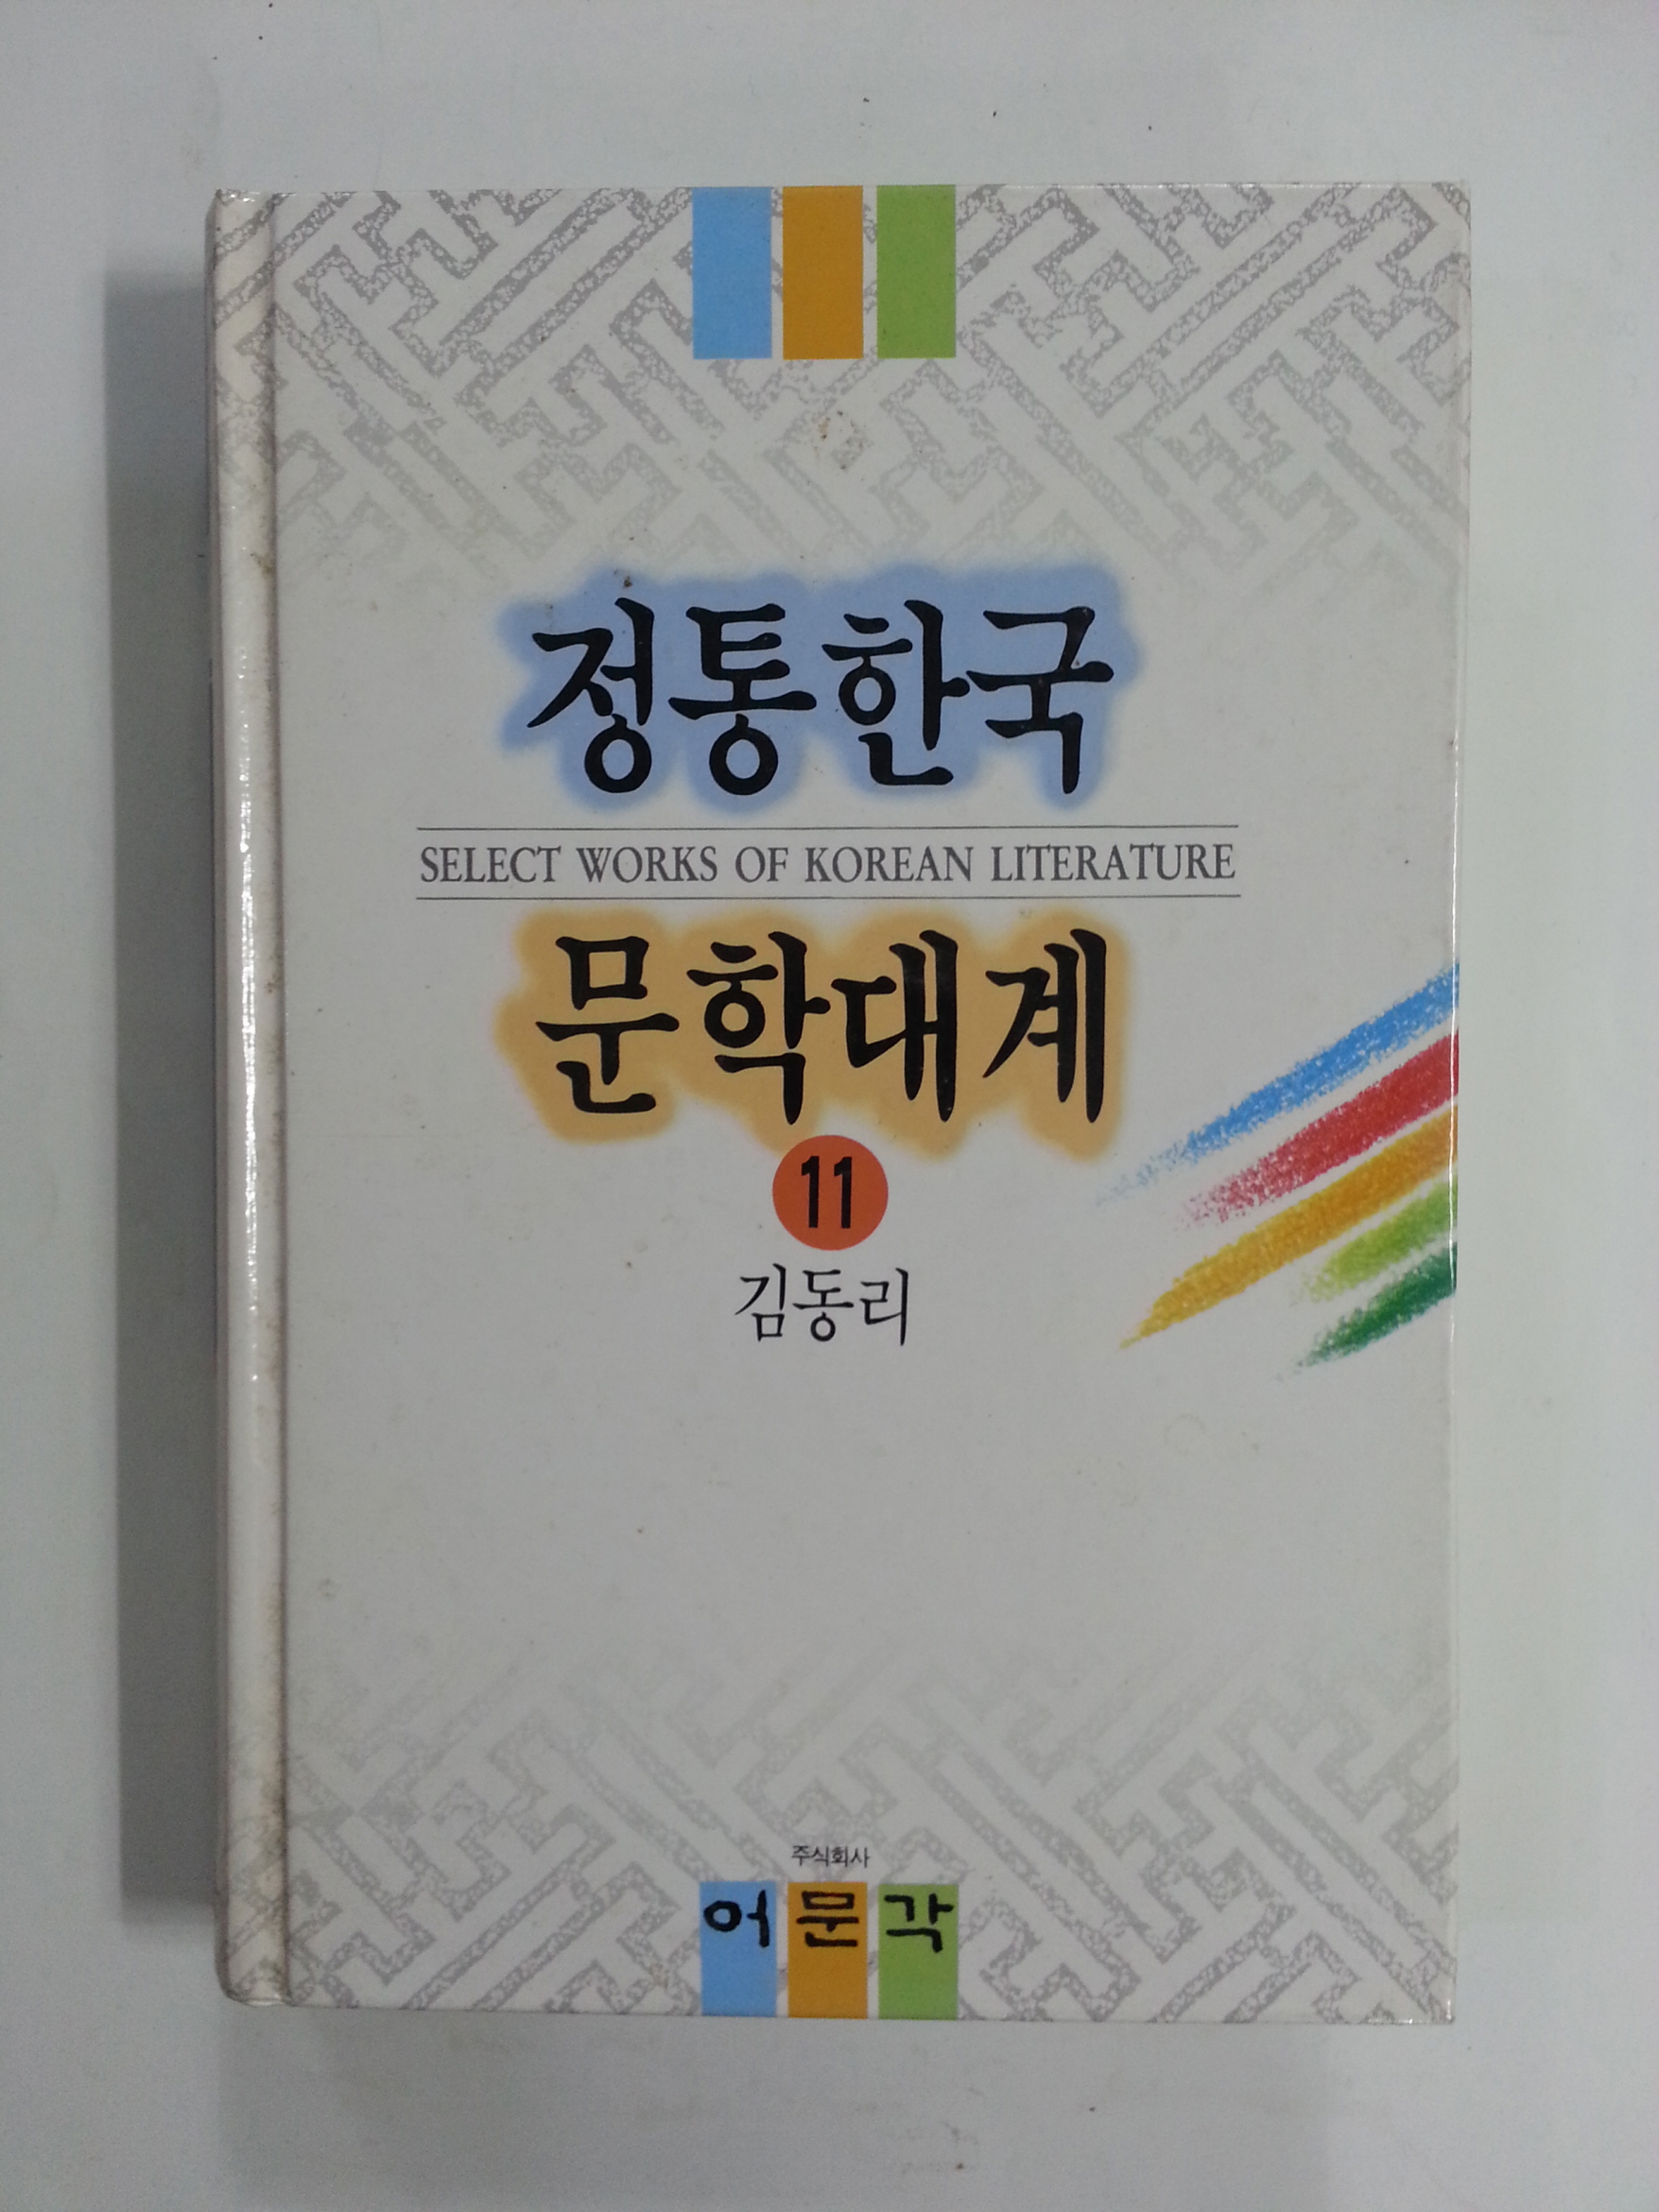 정통한국
SELECT WORKS OF KOREAN LITERATURE
문학대계
11
김동리
주식회사
어문각